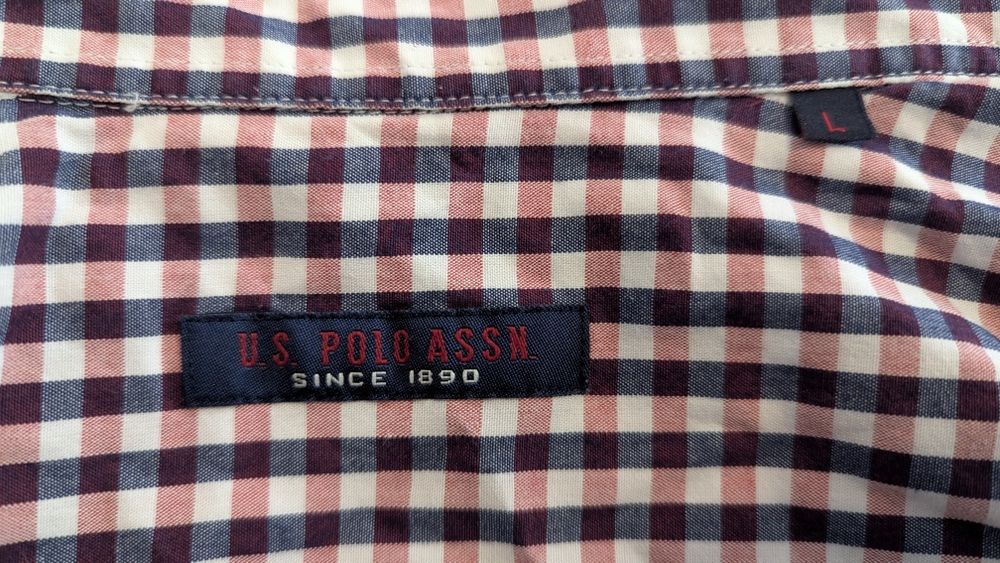 L
U.S. POLO ASSN.
SINCE 1890